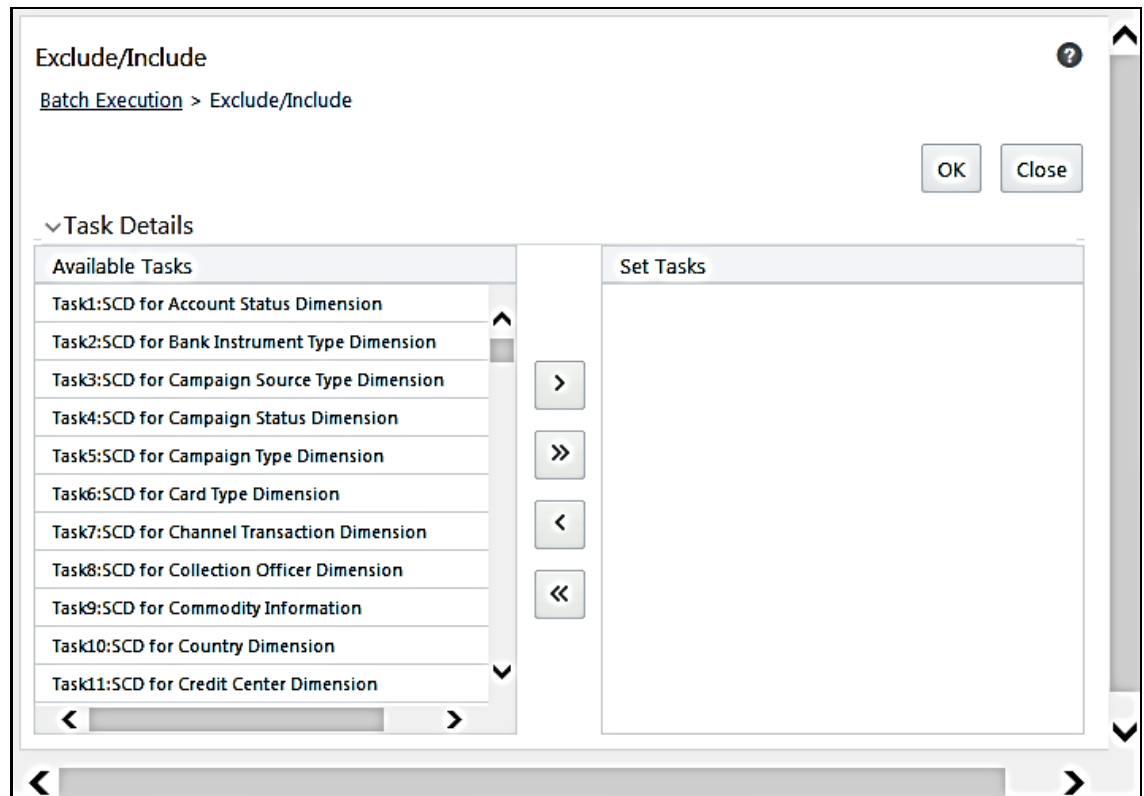 Exclude/Include
Batch Execution > Exclude/Include
OK
Close
Task Details
Available Tasks
Set Tasks
Task1:SCD for Account Status Dimension
Task2:SCD for Bank Instrument Type Dimension
Task3:SCD for Campaign Source Type Dimension
Task4:SCD for Campaign Status Dimension
Task5:SCD for Campaign Type Dimension
Task6:SCD for Card Type Dimension
Task7:SCD for Channel Transaction Dimension
Task8:SCD for Collection Officer Dimension
Task9:SCD for Commodity Information
Task10:SCD for Country Dimension
Task11:SCD for Credit Center Dimension